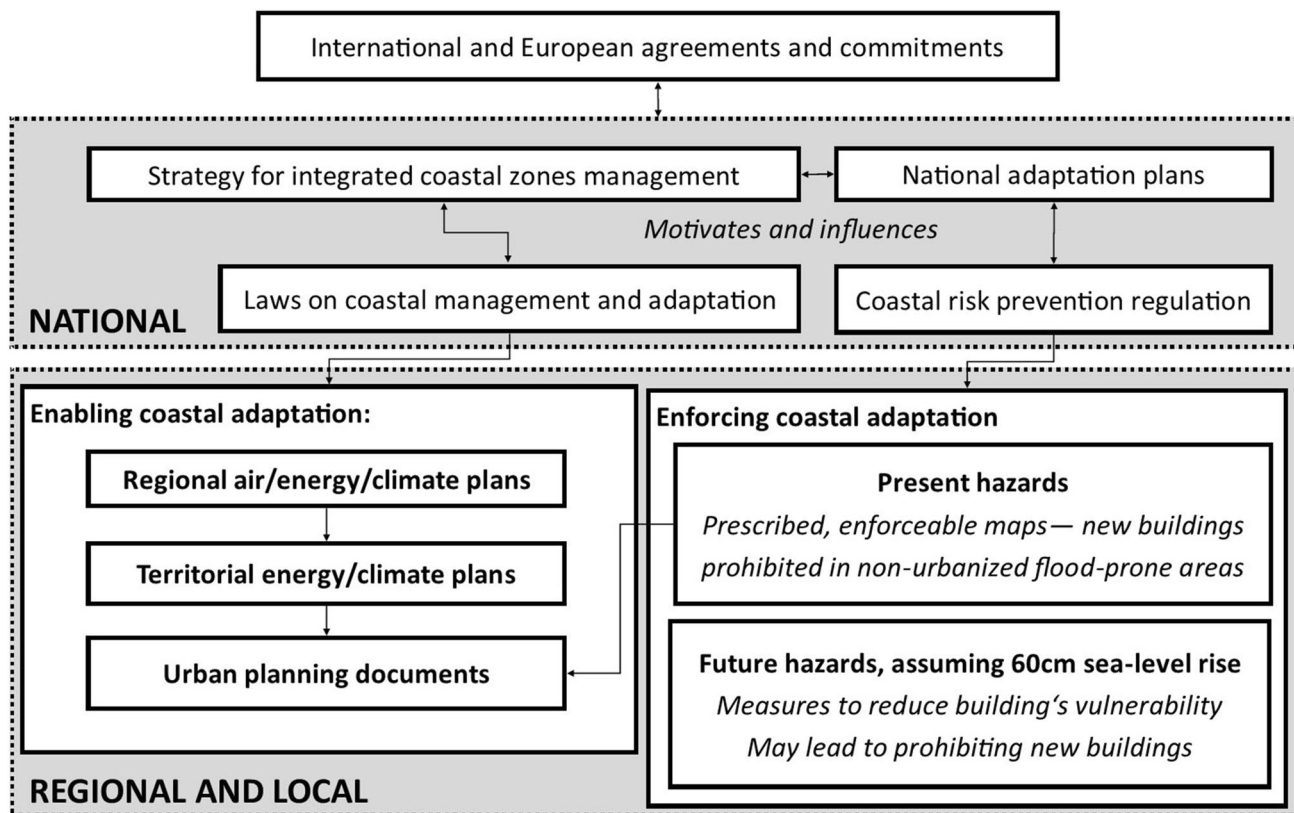 International and European agreements and commitments
Strategy for integrated coastal zones management
National adaptation plans
Motivates and influences
Laws on coastal management and adaptation
Coastal risk prevention regulation
NATIONAL
Enabling coastal adaptation:
Regional air/energy/climate plans
Territorial energy/climate plans
Urban planning documents
Enforcing coastal adaptation
Present hazards
Prescribed, enforceable maps— new buildings
prohibited in non-urbanized flood-prone areas
Future hazards, assuming 60cm sea-level rise
Measures to reduce building‘s vulnerability
May lead to prohibiting new buildings
REGIONAL AND LOCAL